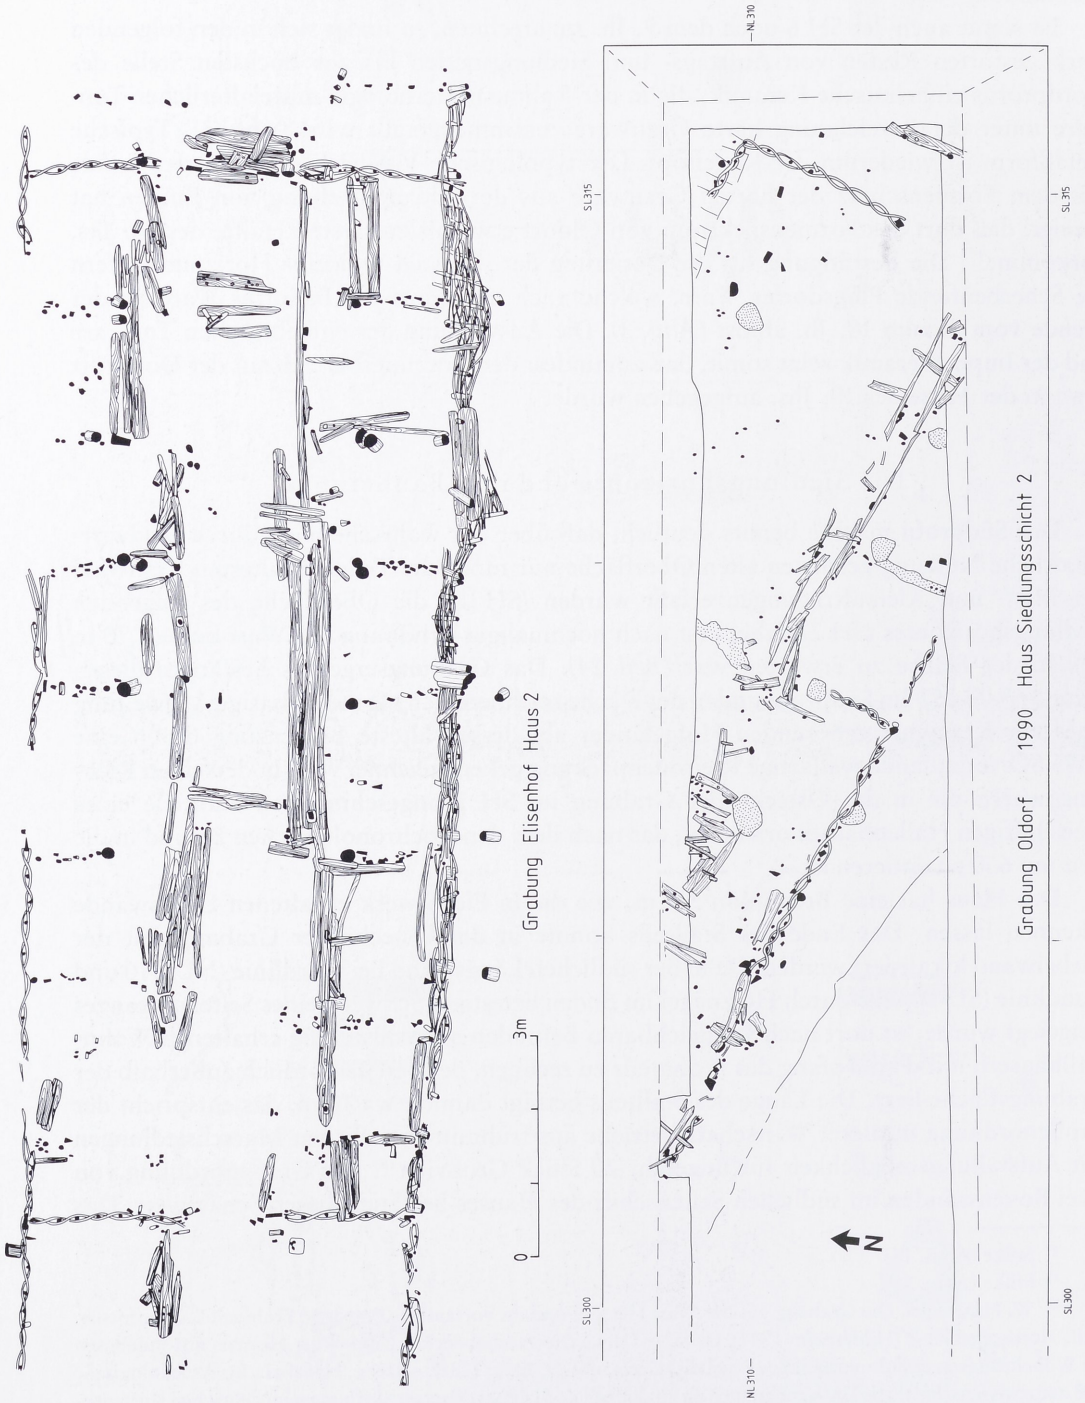 Grabung Elisenhof Haus 2
0 3m
NL 310
SL 315
SL 315
Grabung Oldorf 1990 Haus Siedlungsschicht 2
N
SL 300
SL 300
NL 310